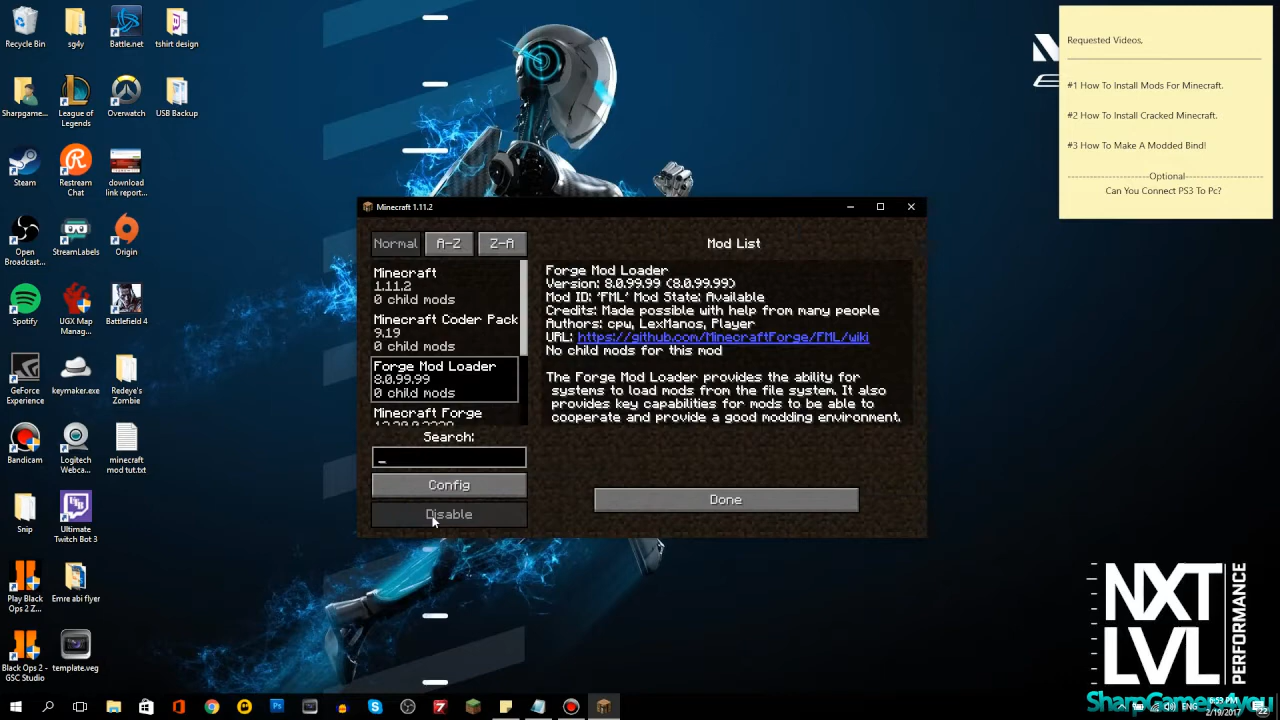 Recycle Bin
sg4y
Battle.net
tshirt design
Sharpgame...
League of
Legends
Overwatch
USB Backup
Steam
Restream
Chat
download
link report...
Open
Broadcast...
StreamLabels
Origin
Spotify
UGX Map
Manag...
Battlefield 4
GeForce
Experience
keymaker.exe
Redeye's
Zombie
Bandicam
Logitech
Webca...
minecraft
mod tut.txt
Snip
Ultimate
Twitch Bot 3
Play Black
Ops 2 Z...
Emre abi flyer
Black Ops 2 -
GSC Studio
template.veg
Minecraft 1.11.2
Normal
A-Z
Z-A
Mod List
Minecraft
1.11.2
0 child mods
Minecraft Coder Pack
9.19
0 child mods
Forge Mod Loader
8.0.99.99
0 child mods
Minecraft Forge
Search:
_
Config
Disable
Forge Mod Loader
Version: 8.0.99.99 (8.0.99.99)
Mod ID: 'FML' Mod State: Available
Credits: Made possible with help from many people
Authors: cpw, LexManos, Player
URL: https://github.com/MinecraftForge/FML/wiki
No child mods for this mod
The Forge Mod Loader provides the ability for
systems to load mods from the file system. It also
provides key capabilities for mods to be able to
cooperate and provide a good modding environment.
Done
Requested Videos,
#1 How To Install Mods For Minecraft.
#2 How To Install Cracked Minecraft.
#3 How To Make A Modded Bind!
-----------------------Optional--------------------
Can You Connect PS3 To Pc?
NXT
LVL
PERFORMANCE
SharpGamer4you
ENG
6:53 PM
2/19/2017
22